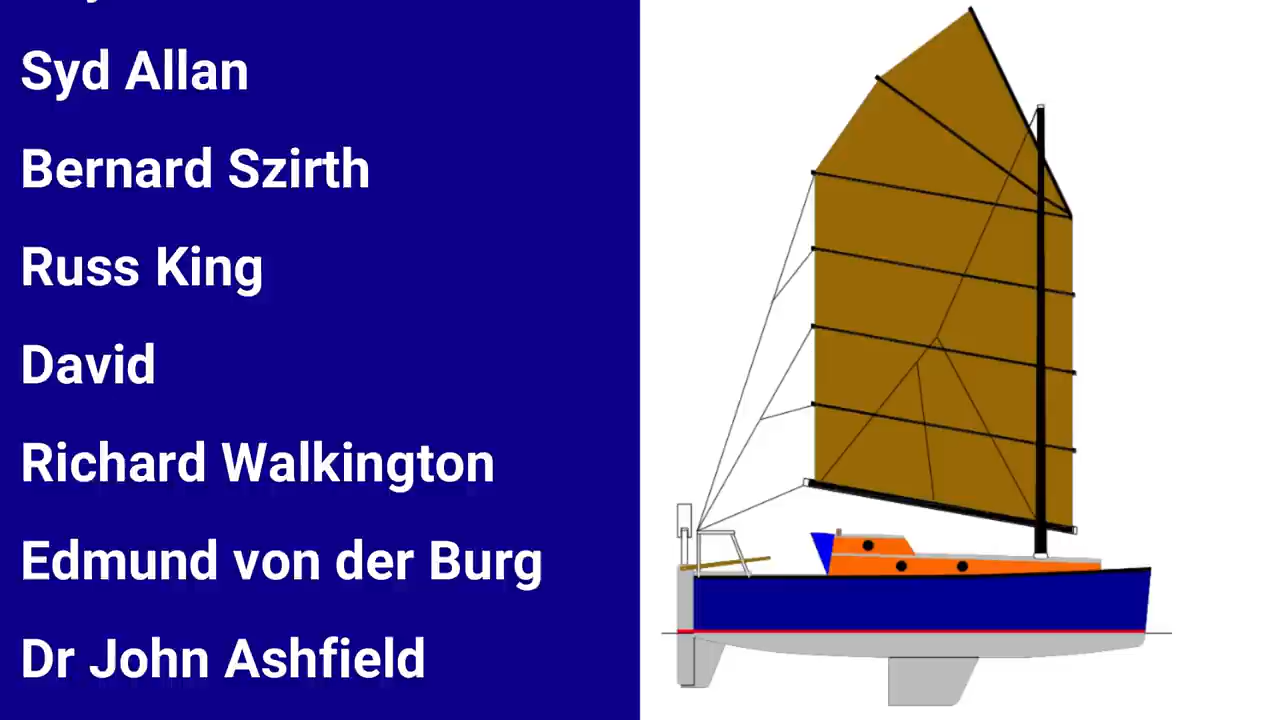 Syd Allan
Bernard Szirth
Russ King
David
Richard Walkington
Edmund von der Burg
Dr John Ashfield